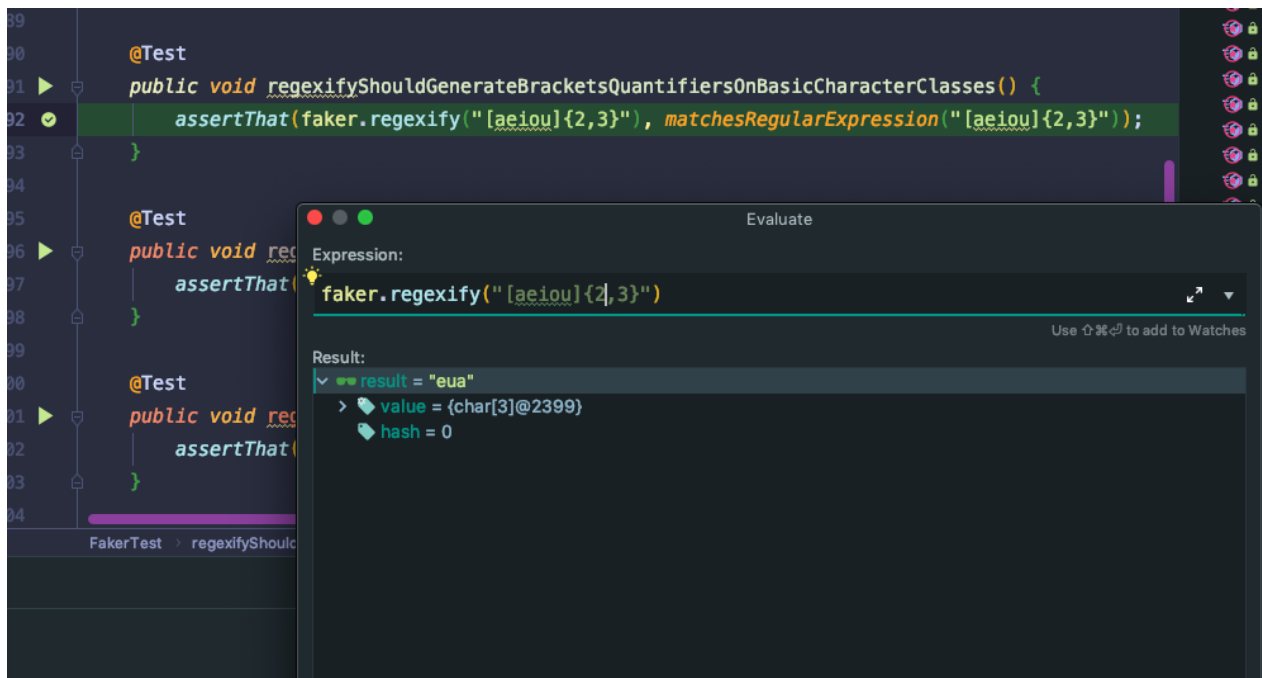 89
90 @Test
91 public void regexifyShouldGenerateBracketsQuantifiersOnBasicCharacterClasses() {
92 assertThat(faker.regexify("[aeiou]{2,3}"), matchesRegularExpression("[aeiou]{2,3}"));
93 }
94
95 @Test
96 public void reg
97 assertThat(
98 }
99
00 @Test
01 public void reg
02 assertThat(
03 }
04
FakerTest › regexifyShould
Evaluate
Expression:
faker.regexify("[aeiou]{2,3}")
Use ⇧⌘⏎ to add to Watches
Result:
result = "eua"
value = {char[3]@2399}
hash = 0